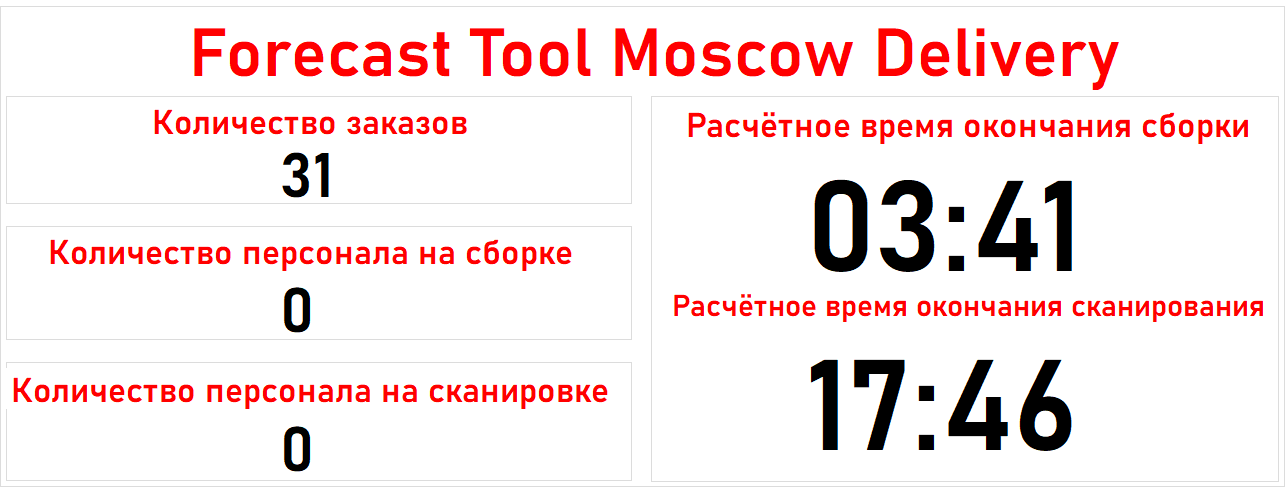 Forecast Tool Moscow Delivery
Количество заказов
31
Количество персонала на сборке
0
Количество персонала на сканировке
0
Расчётное время окончания сборки
03:41
Расчётное время окончания сканирования
17:46